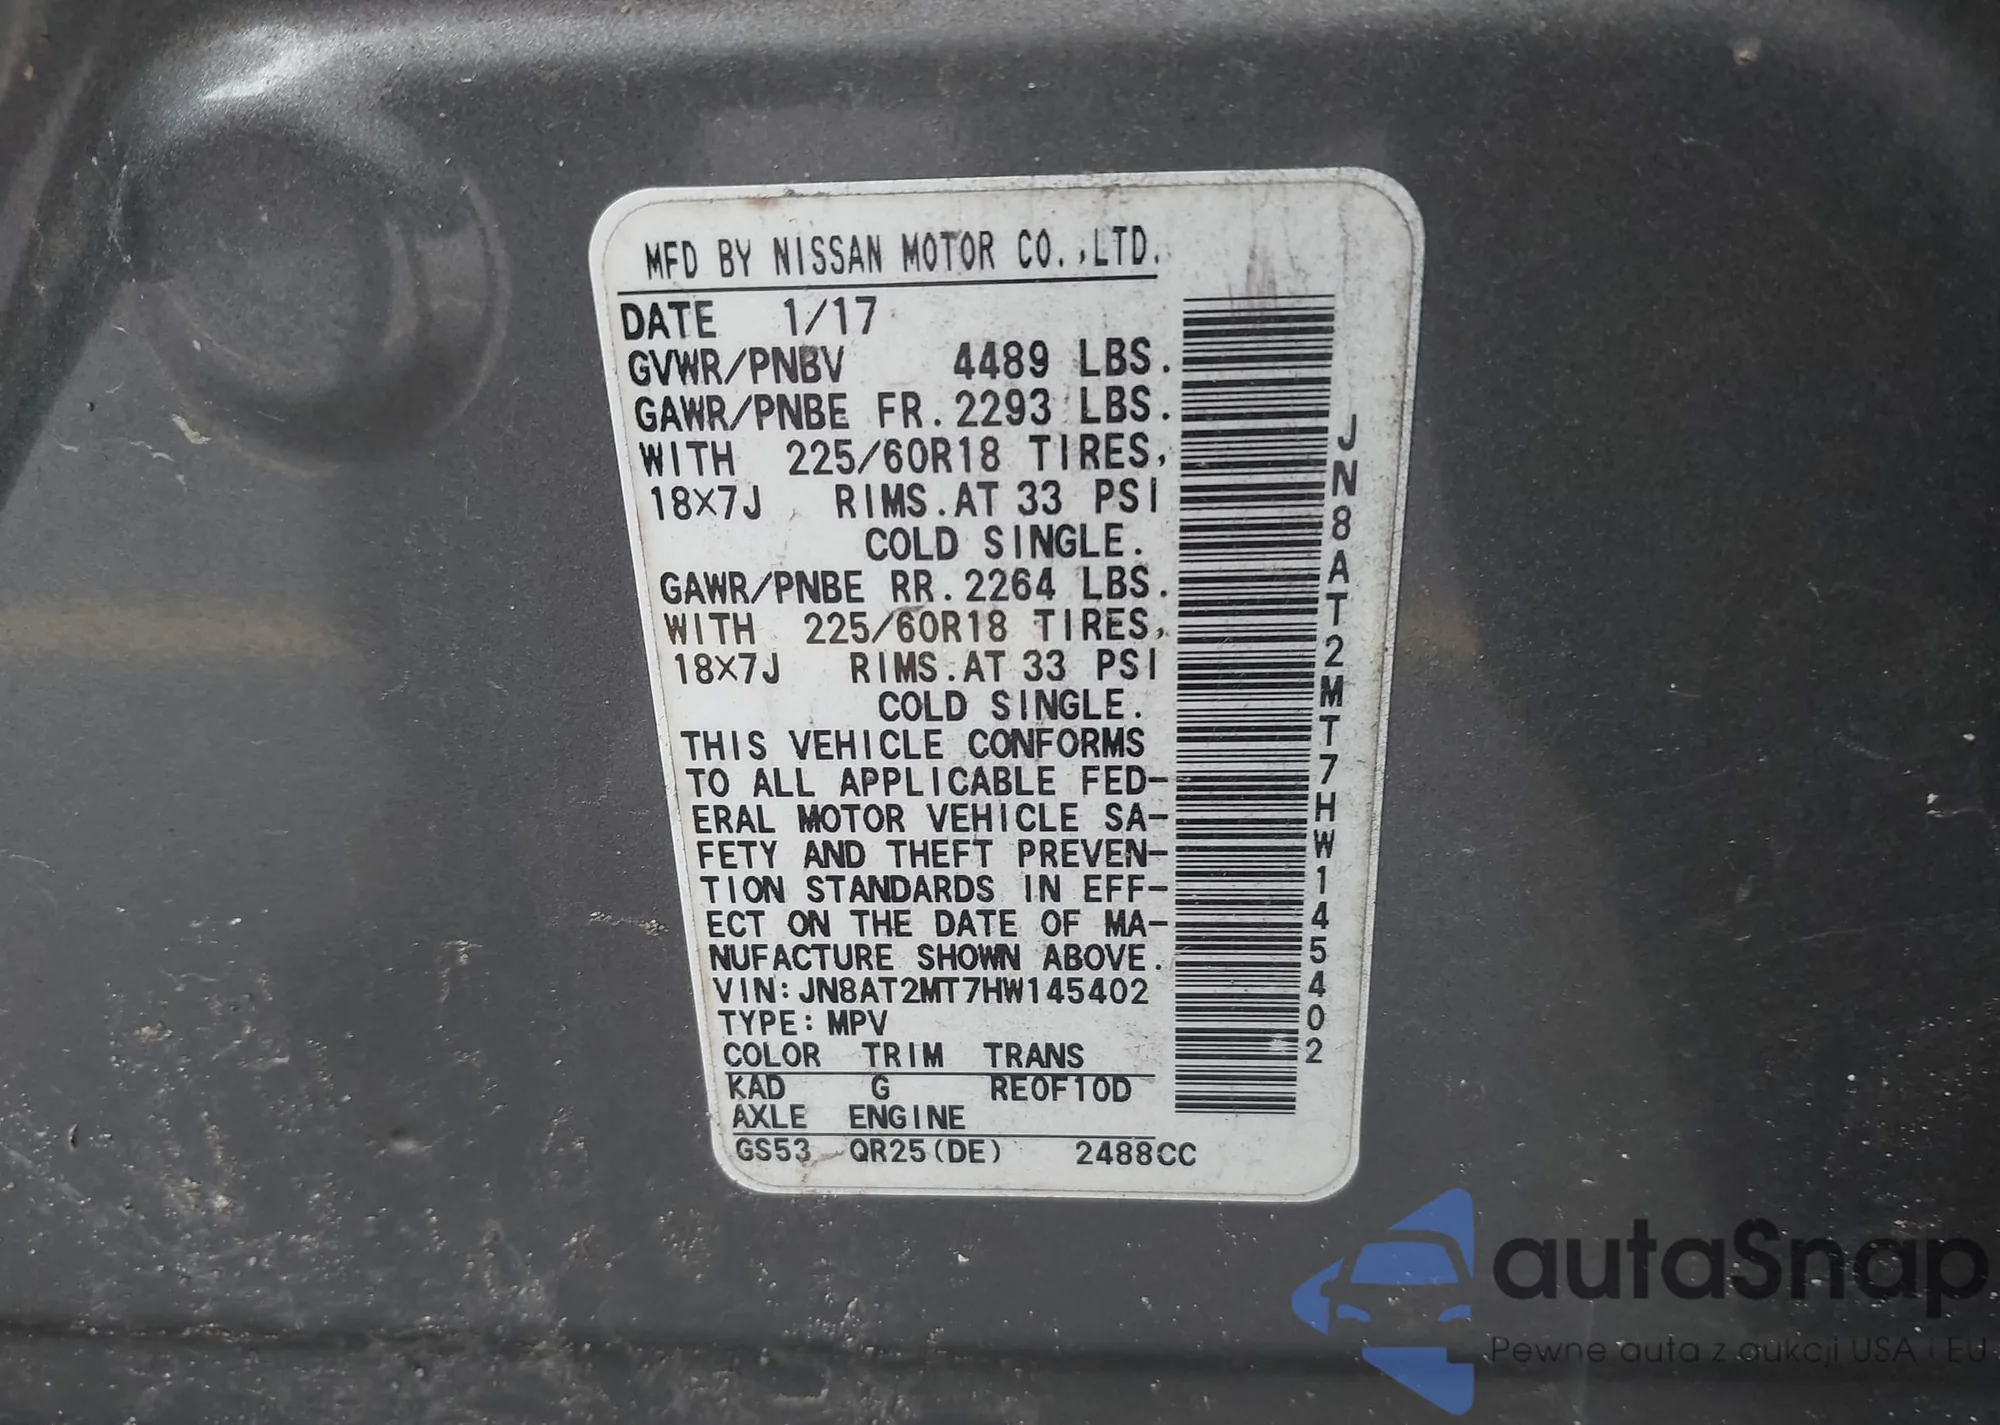 MFD BY NISSAN MOTOR CO.,LTD.
DATE 1/17
GVWR/PNBV 4489 LBS.
GAWR/PNBE FR. 2293 LBS.
WITH 225/60R18 TIRES,
18×7J RIMS. AT 33 PSI
COLD SINGLE.
GAWR/PNBE RR. 2264 LBS.
WITH 225/60R18 TIRES,
18×7J RIMS. AT 33 PSI
COLD SINGLE.
THIS VEHICLE CONFORMS
TO ALL APPLICABLE FED-
ERAL MOTOR VEHICLE SA-
FETY AND THEFT PREVEN-
TION STANDARDS IN EFF-
ECT ON THE DATE OF MA-
NUFACTURE SHOWN ABOVE.
VIN: JN8AT2MT7HW145402
TYPE: MPV
COLOR TRIM TRANS
KAD G RE0F10D
AXLE ENGINE
GS53 QR25(DE) 2488CC
JN8AT2MT7HW145402
autaSnap
Pewne auta z aukcji USA i EU